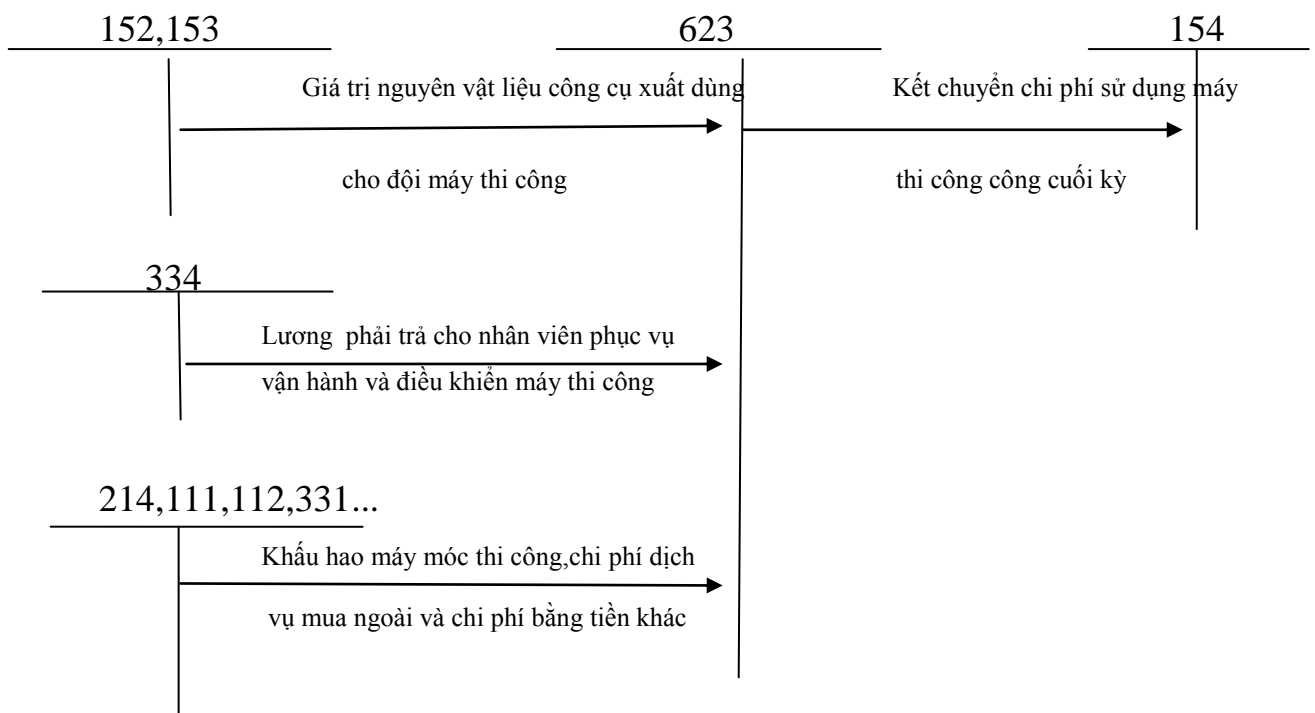 152,153
623
154
Giá trị nguyên vật liệu công cụ xuất dùng
Kết chuyển chi phí sử dụng máy
cho đội máy thi công
thi công công cuối kỳ
334
Lương phải trả cho nhân viên phục vụ
vận hành và điều khiển máy thi công
214,111,112,331...
Khấu hao máy móc thi công,chi phí dịch
vụ mua ngoài và chi phí bằng tiền khác